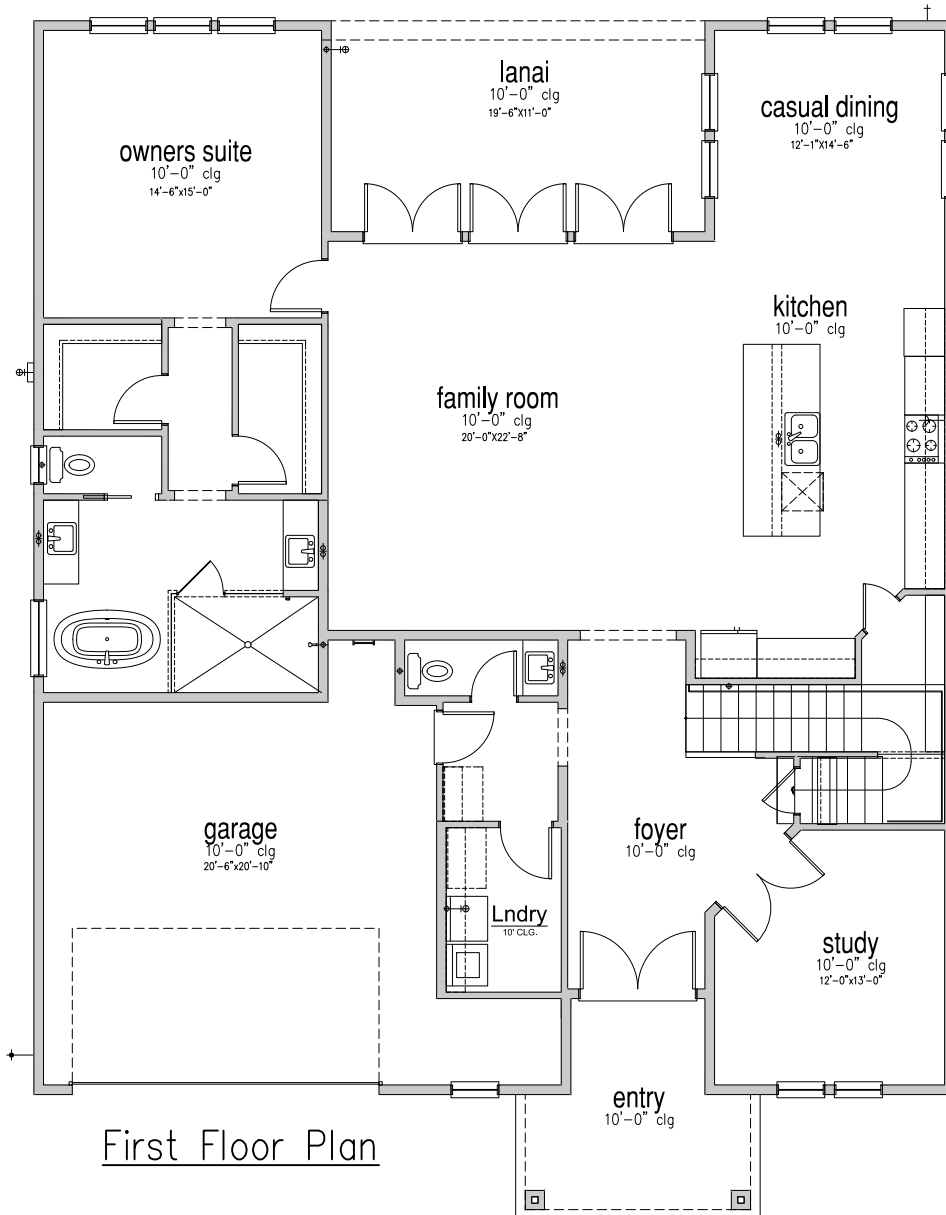 lanai
10'-0" clg
19'-6"X11'-0"
casual dining
10'-0" clg
12'-1"X14'-6"
owners suite
10'-0" clg
14'-6"x15'-0"
kitchen
10'-0" clg
family room
10'-0" clg
20'-0"X22'-8"
garage
10'-0" clg
20'-6"x20'-10"
foyer
10'-0" clg
Lndry
10' CLG.
study
10'-0" clg
12'-0"x13'-0"
entry
10'-0" clg
First Floor Plan